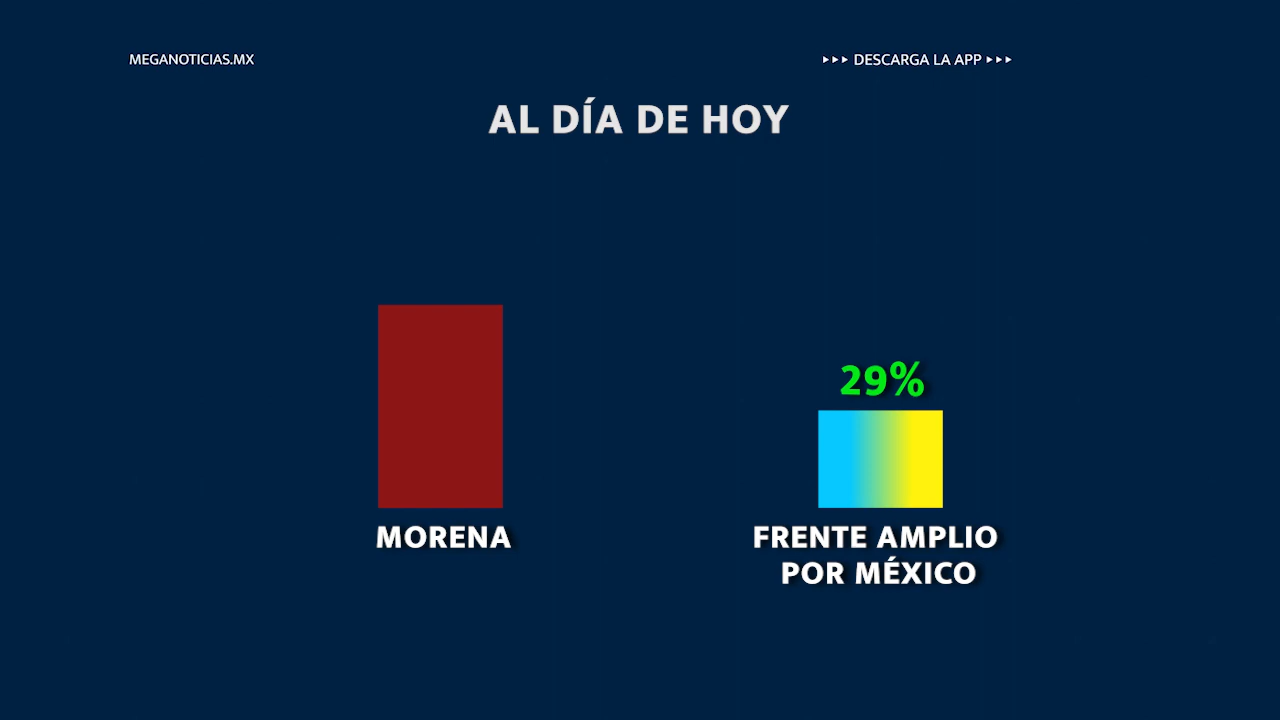 MEGANOTICIAS.MX
DESCARGA LA APP
AL DÍA DE HOY
29%
MORENA
FRENTE AMPLIO
POR MÉXICO